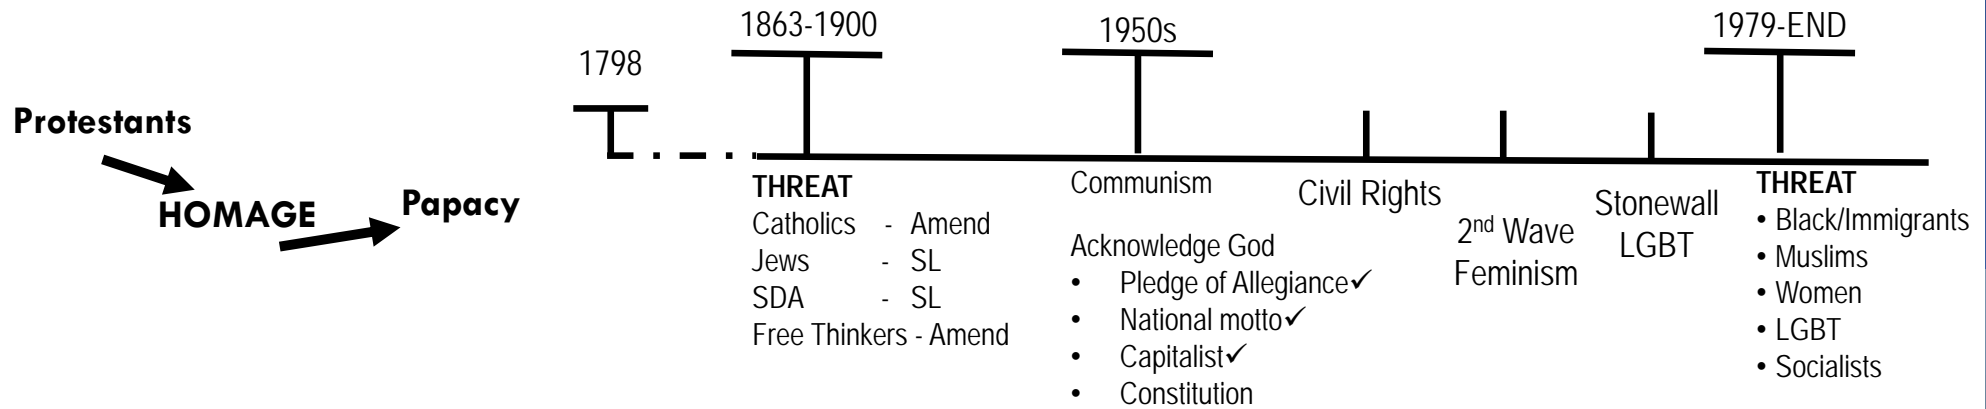 Protestants
HOMAGE
Papacy
1798
1863-1900
THREAT
Catholics - Amend
Jews - SL
SDA - SL
Free Thinkers - Amend
1950s
Communism
Acknowledge God
• Pledge of Allegiance✓
• National motto✓
• Capitalist✓
• Constitution
Civil Rights
2nd Wave
Feminism
Stonewall
LGBT
1979-END
THREAT
• Black/Immigrants
• Muslims
• Women
• LGBT
• Socialists